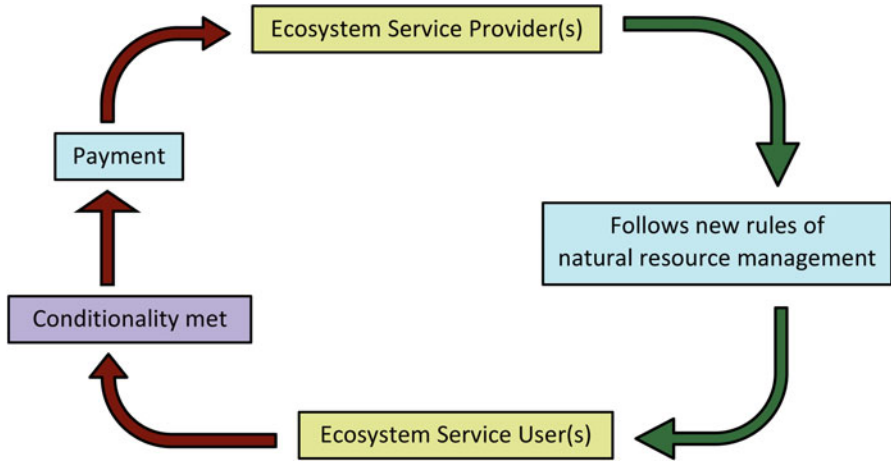 Ecosystem Service Provider(s)
Payment
Follows new rules of
natural resource management
Conditionality met
Ecosystem Service User(s)